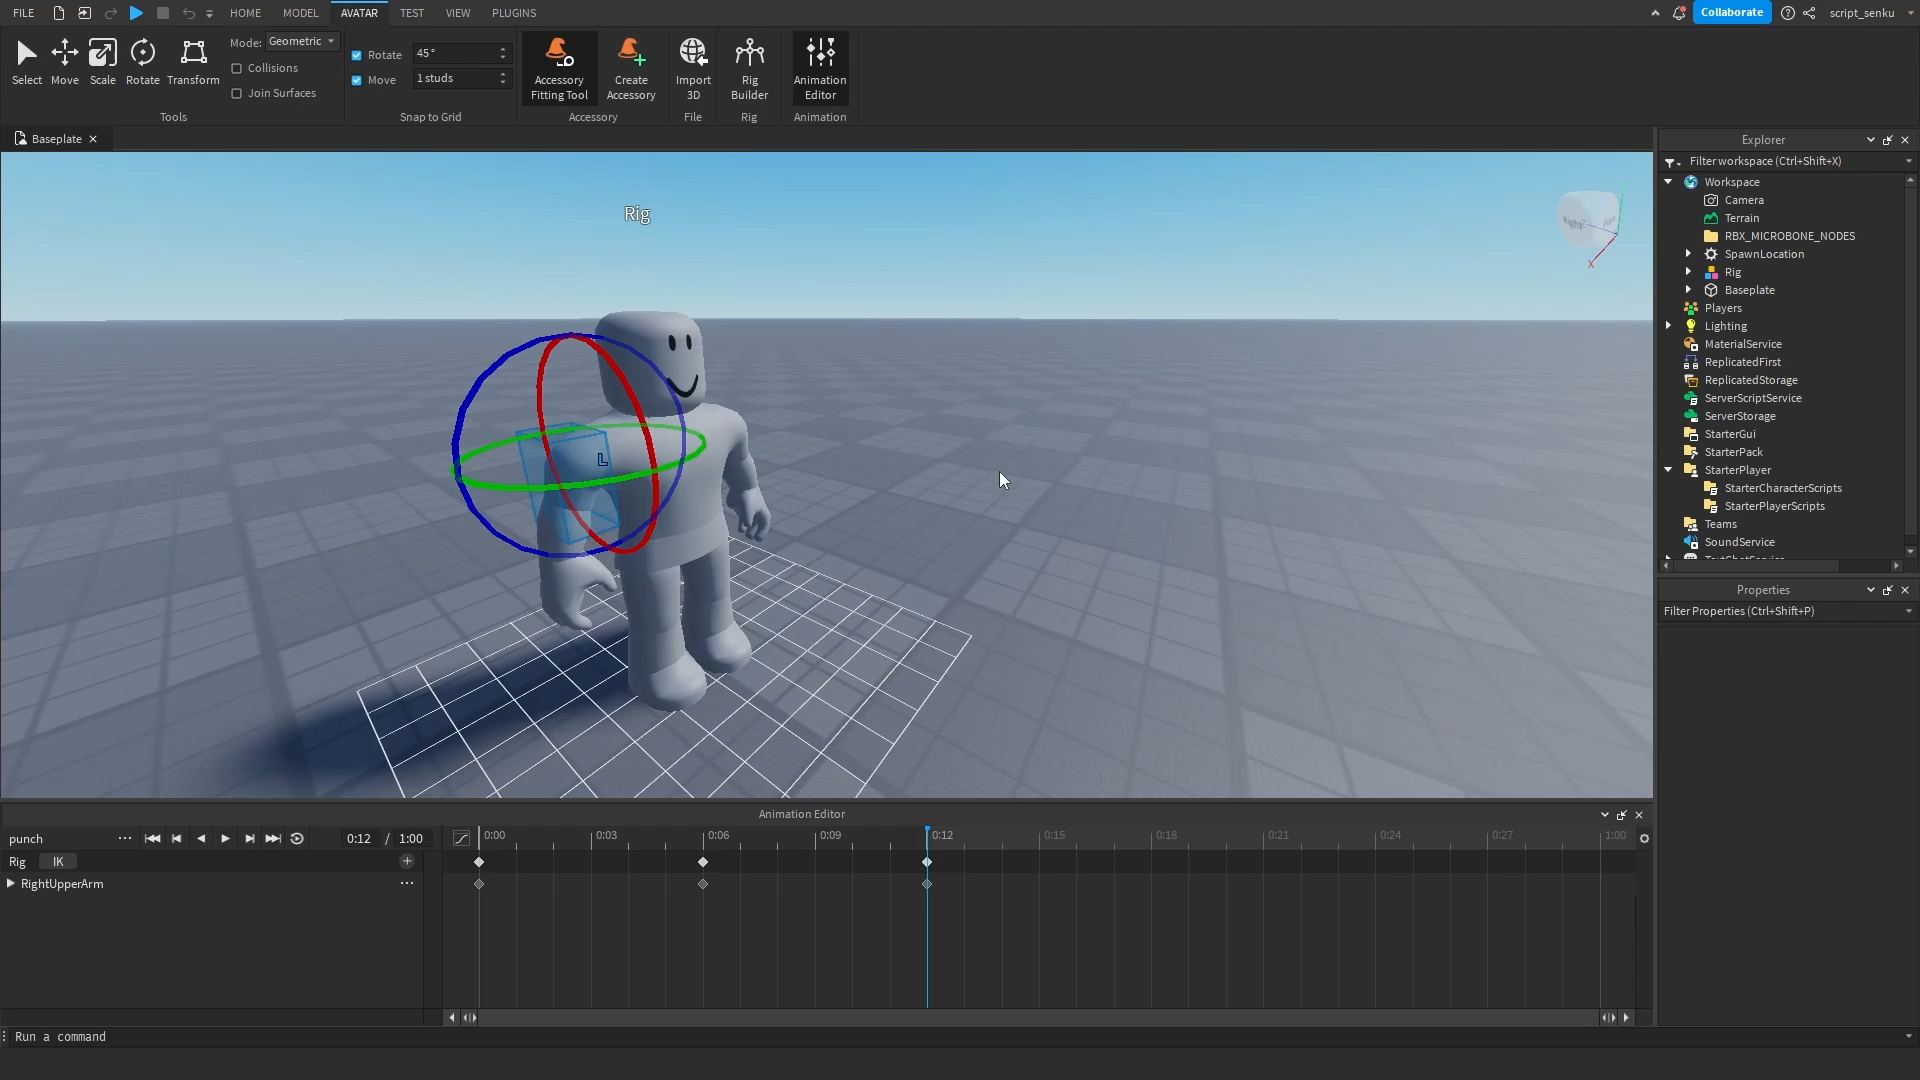 FILE HOME MODEL AVATAR TEST VIEW PLUGINS Collaborate script_senku
Select Move Scale Rotate Transform
Mode: Geometric
Collisions
Join Surfaces
Tools
Rotate 45°
Move 1 studs
Snap to Grid
Accessory Fitting Tool
Create Accessory
Accessory
Import 3D
File
Rig Builder
Rig
Animation Editor
Animation
Baseplate
Rig
Right
X
L
Explorer
Filter workspace (Ctrl+Shift+X)
Workspace
Camera
Terrain
RBX_MICROBONE_NODES
SpawnLocation
Rig
Baseplate
Players
Lighting
MaterialService
ReplicatedFirst
ReplicatedStorage
ServerScriptService
ServerStorage
StarterGui
StarterPack
StarterPlayer
StarterCharacterScripts
StarterPlayerScripts
Teams
SoundService
TextChatService
Properties
Filter Properties (Ctrl+Shift+P)
Animation Editor
punch 0:12 / 1:00 0:00 0:03 0:06 0:09 0:12 0:15 0:18 0:21 0:24 0:27 1:00
Rig IK
RightUpperArm
Run a command